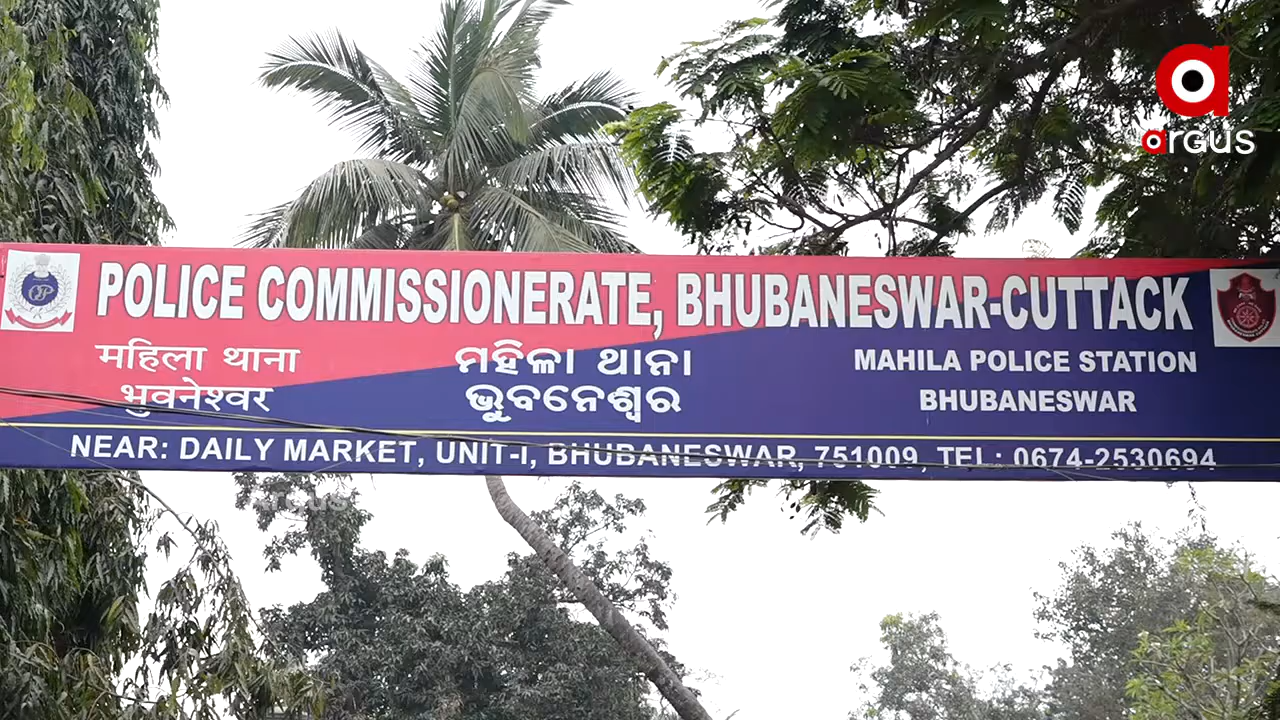 argus
POLICE COMMISSIONERATE, BHUBANESWAR-CUTTACK
महिला थाना
भुवनेश्वर
ମହିଳା ଥାନା
ଭୁବନେଶ୍ୱର
MAHILA POLICE STATION
BHUBANESWAR
NEAR: DAILY MARKET, UNIT-I, BHUBANESWAR, 751009, TEL: 0674-2530694
argus